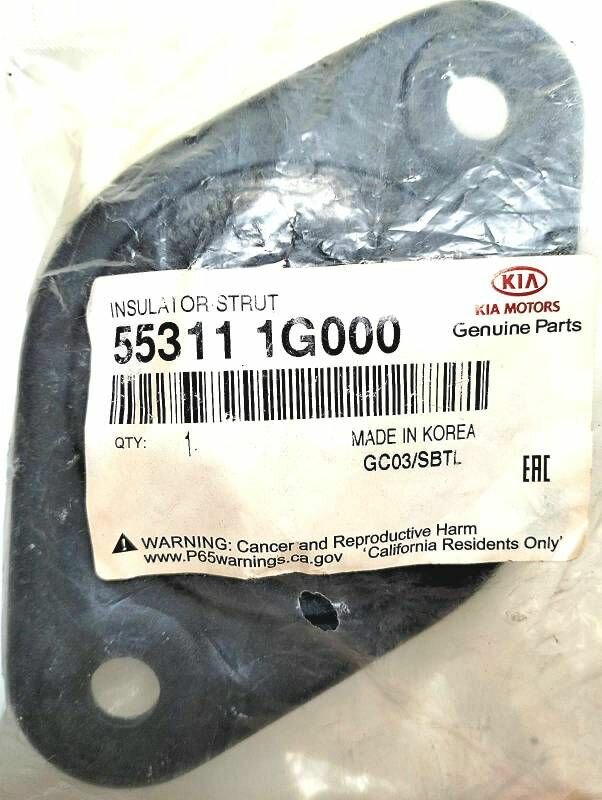 INSULATOR-STRUT
55311 1G000
KIA
KIA MOTORS
Genuine Parts
QTY: 1.
MADE IN KOREA
GC03/SBTL
EAC
WARNING: Cancer and Reproductive Harm
www.P65warnings.ca.gov 'California Residents Only'